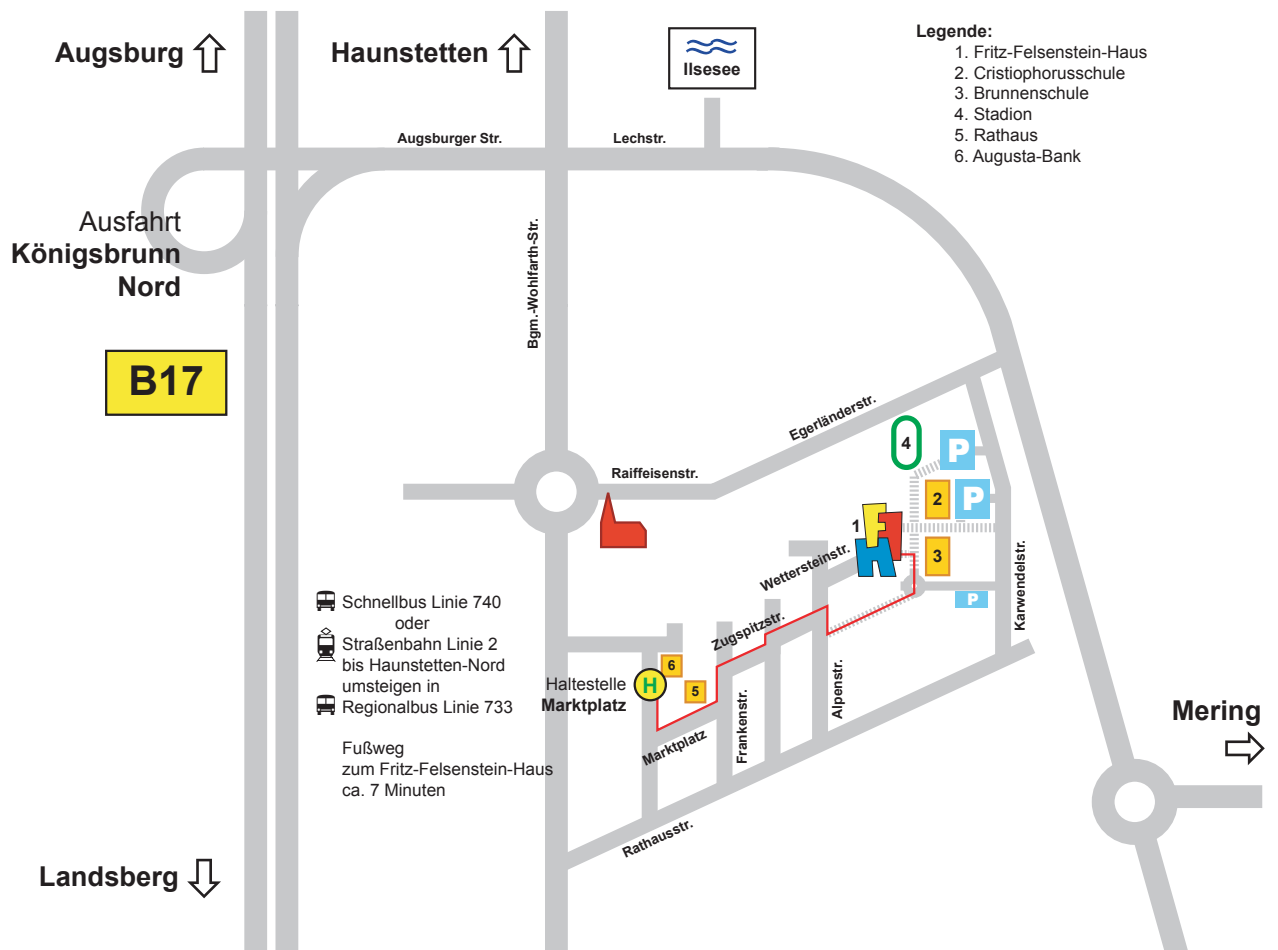 Augsburg
Haunstetten
Ilsesee
Legende:
1. Fritz-Felsenstein-Haus
2. Cristiophorusschule
3. Brunnenschule
4. Stadion
5. Rathaus
6. Augusta-Bank
Augsburger Str.
Lechstr.
Ausfahrt
Königsbrunn
Nord
Bgm.-Wohlfarth-Str.
B17
Egerländerstr.
4
P
Raiffeisenstr.
2
P
1
F
H
3
Wettersteinstr.
P
Karwendelstr.
Schnellbus Linie 740
oder
Straßenbahn Linie 2
bis Haunstetten-Nord
umsteigen in
Regionalbus Linie 733
Zugspitzstr.
6
H
5
Haltestelle
Marktplatz
Alpenstr.
Marktplatz
Frankenstr.
Mering
Fußweg
zum Fritz-Felsenstein-Haus
ca. 7 Minuten
Rathausstr.
Landsberg